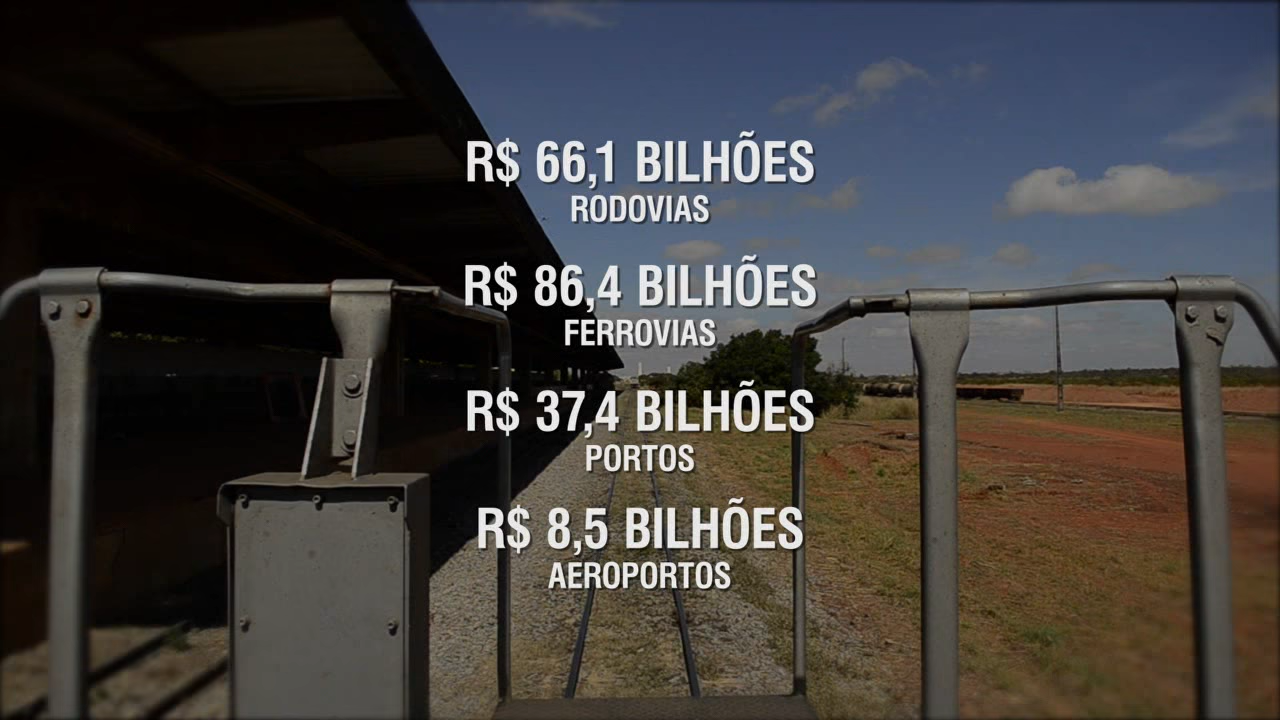 R$ 66,1 BILHÕES
RODOVIAS
R$ 86,4 BILHÕES
FERROVIAS
R$ 37,4 BILHÕES
PORTOS
R$ 8,5 BILHÕES
AEROPORTOS